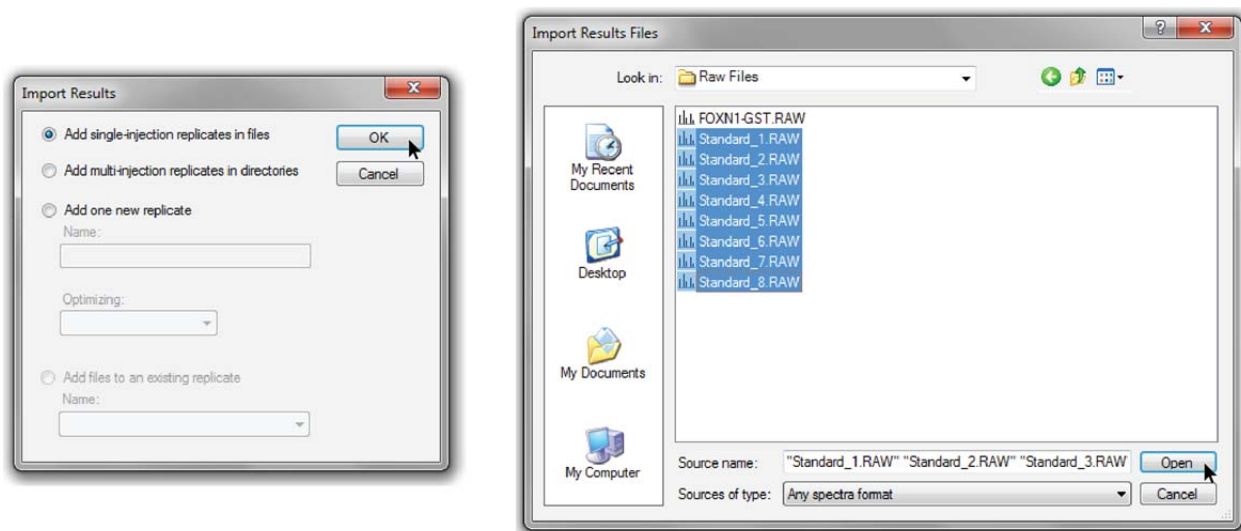 Import Results
Add single-injection replicates in files
OK
Add multi-injection replicates in directories
Cancel
Add one new replicate
Name:
Optimizing:
Add files to an existing replicate
Name:
Import Results Files
?
Look in:
Raw Files
My Recent
Documents
Desktop
My Documents
My Computer
FOXN1-GST.RAW
Standard_1.RAW
Standard_2.RAW
Standard_3.RAW
Standard_4.RAW
Standard_5.RAW
Standard_6.RAW
Standard_7.RAW
Standard_8.RAW
Source name:
"Standard_1.RAW" "Standard_2.RAW" "Standard_3.RAW
Open
Sources of type:
Any spectra format
Cancel